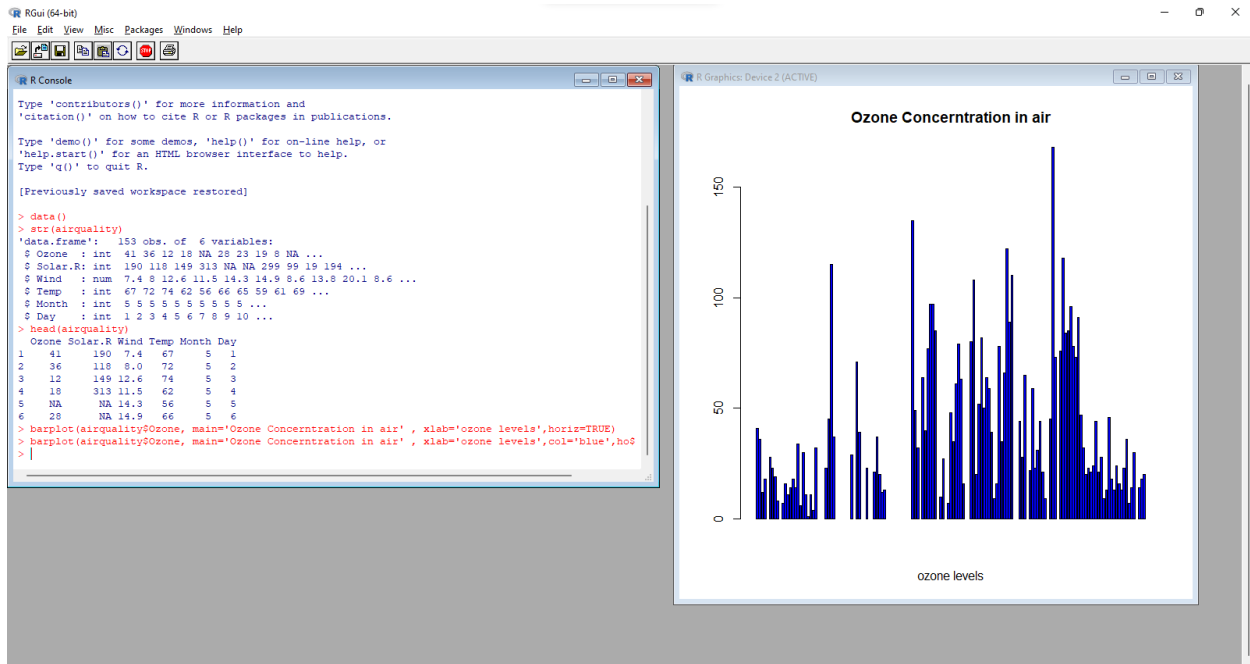 RGui (64-bit)
File Edit View Misc Packages Windows Help
STOP
R Console
Type 'contributors()' for more information and
'citation()' on how to cite R or R packages in publications.
Type 'demo()' for some demos, 'help()' for on-line help, or
'help.start()' for an HTML browser interface to help.
Type 'q()' to quit R.
[Previously saved workspace restored]
> data()
> str(airquality)
'data.frame':   153 obs. of  6 variables:
 $ Ozone  : int  41 36 12 18 NA 28 23 19 8 NA ...
 $ Solar.R: int  190 118 149 313 NA NA 299 99 19 194 ...
 $ Wind   : num  7.4 8 12.6 11.5 14.3 14.9 8.6 13.8 20.1 8.6 ...
 $ Temp   : int  67 72 74 62 56 66 65 59 61 69 ...
 $ Month  : int  5 5 5 5 5 5 5 5 5 5 ...
 $ Day    : int  1 2 3 4 5 6 7 8 9 10 ...
> head(airquality)
  Ozone Solar.R Wind Temp Month Day
1    41     190  7.4   67     5   1
2    36     118  8.0   72     5   2
3    12     149 12.6   74     5   3
4    18     313 11.5   62     5   4
5    NA      NA 14.3   56     5   5
6    28      NA 14.9   66     5   6
> barplot(airquality$Ozone, main='Ozone Concerntration in air' , xlab='ozone levels',horiz=TRUE)
> barplot(airquality$Ozone, main='Ozone Concerntration in air' , xlab='ozone levels',col='blue',ho$
>
R Graphics: Device 2 (ACTIVE)
Ozone Concerntration in air
150
100
50
0
ozone levels